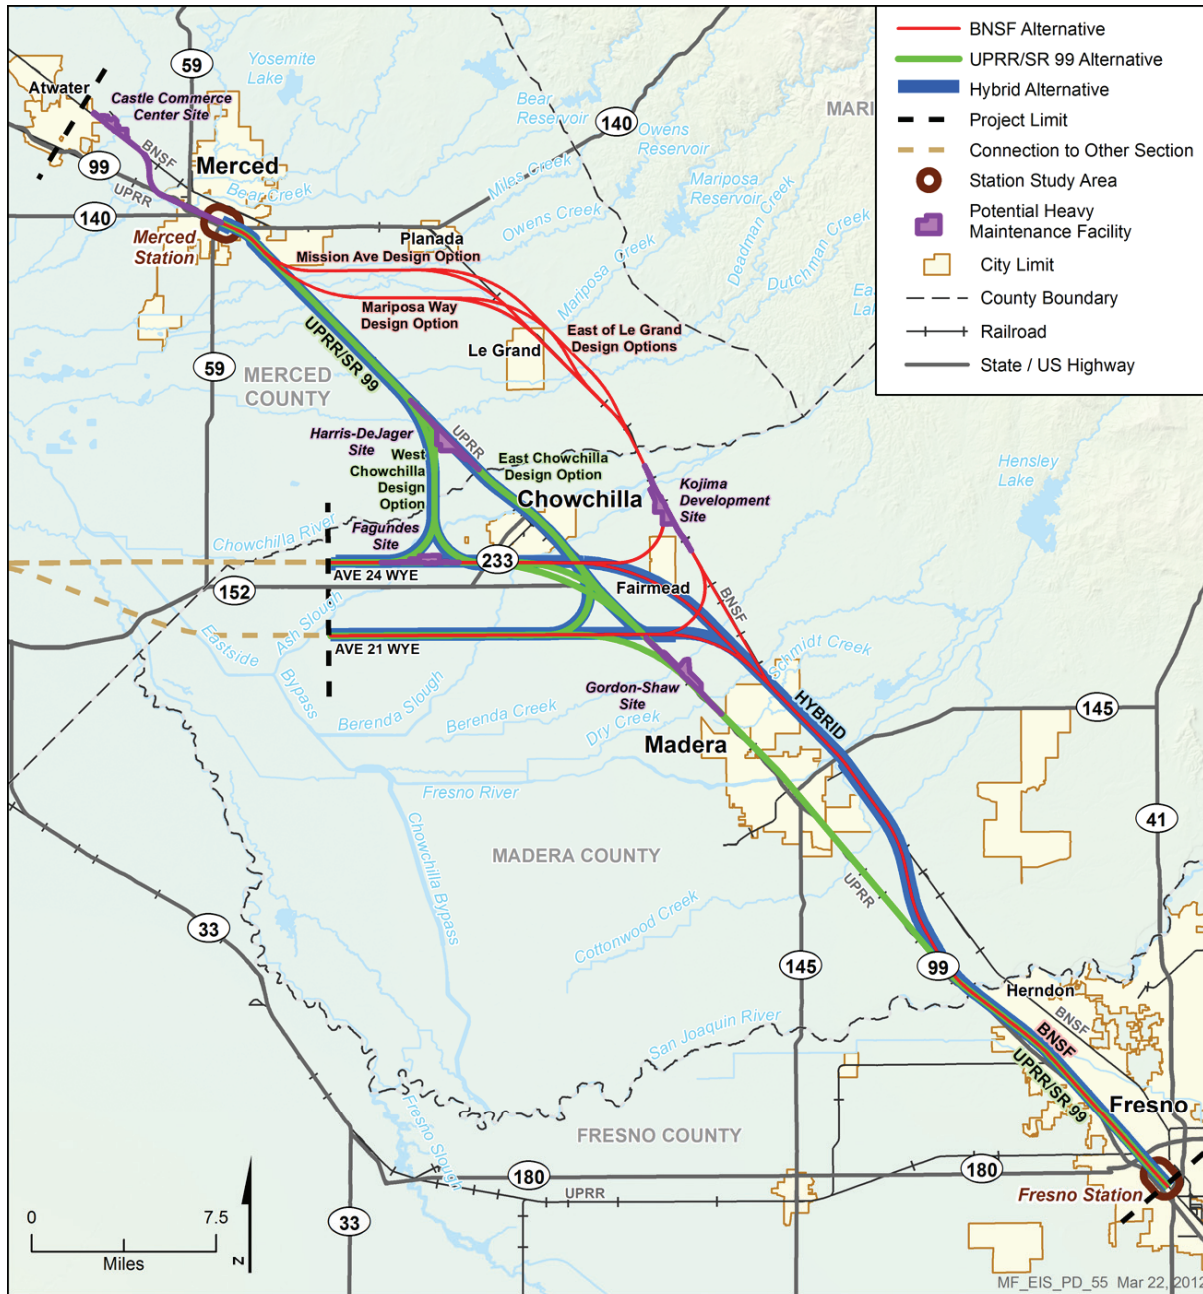 BNSF Alternative
UPRR/SR 99 Alternative
Hybrid Alternative
Project Limit
Connection to Other Section
Station Study Area
Potential Heavy
Maintenance Facility
City Limit
County Boundary
Railroad
State / US Highway
59
Yosemite
Lake
Atwater
Castle Commerce
Center Site
Bear
Reservoir
MARI
140
Owens
Reservoir
99
BNSF
Merced
UPRR
Bear Creek
Miles Creek
Mariposa
Reservoir
140
Merced
Station
Owens Creek
Planada
Mission Ave Design Option
Mariposa Creek
Deadman Creek
Dutchman Creek
Eas
Lak
Mariposa Way
Design Option
East of Le Grand
Design Options
UPRR/SR 99
Le Grand
59
MERCED
COUNTY
Harris-DeJager
Site
UPRR
West
Chowchilla
Design
Option
East Chowchilla
Design Option
Hensley
Lake
Chowchilla
Kojima
Development
Site
Chowchilla River
Fagundes
Site
233
AVE 24 WYE
152
Fairmead
BNSF
Ash Slough
Eastside
Bypass
AVE 21 WYE
Schmidt Creek
Gordon-Shaw
Site
Berenda Slough
Berenda Creek
Dry Creek
HYBRID
145
Madera
Fresno River
41
Chowchilla Bypass
MADERA COUNTY
UPRR
Cottonwood Creek
33
145
99
Herndon
BNSF
San Joaquin River
BNSF
UPRR/SR 99
Fresno
Fresno Slough
FRESNO COUNTY
180
180
UPRR
Fresno Station
33
0
7.5
Miles
N
MF_EIS_PD_55 Mar 22, 2012